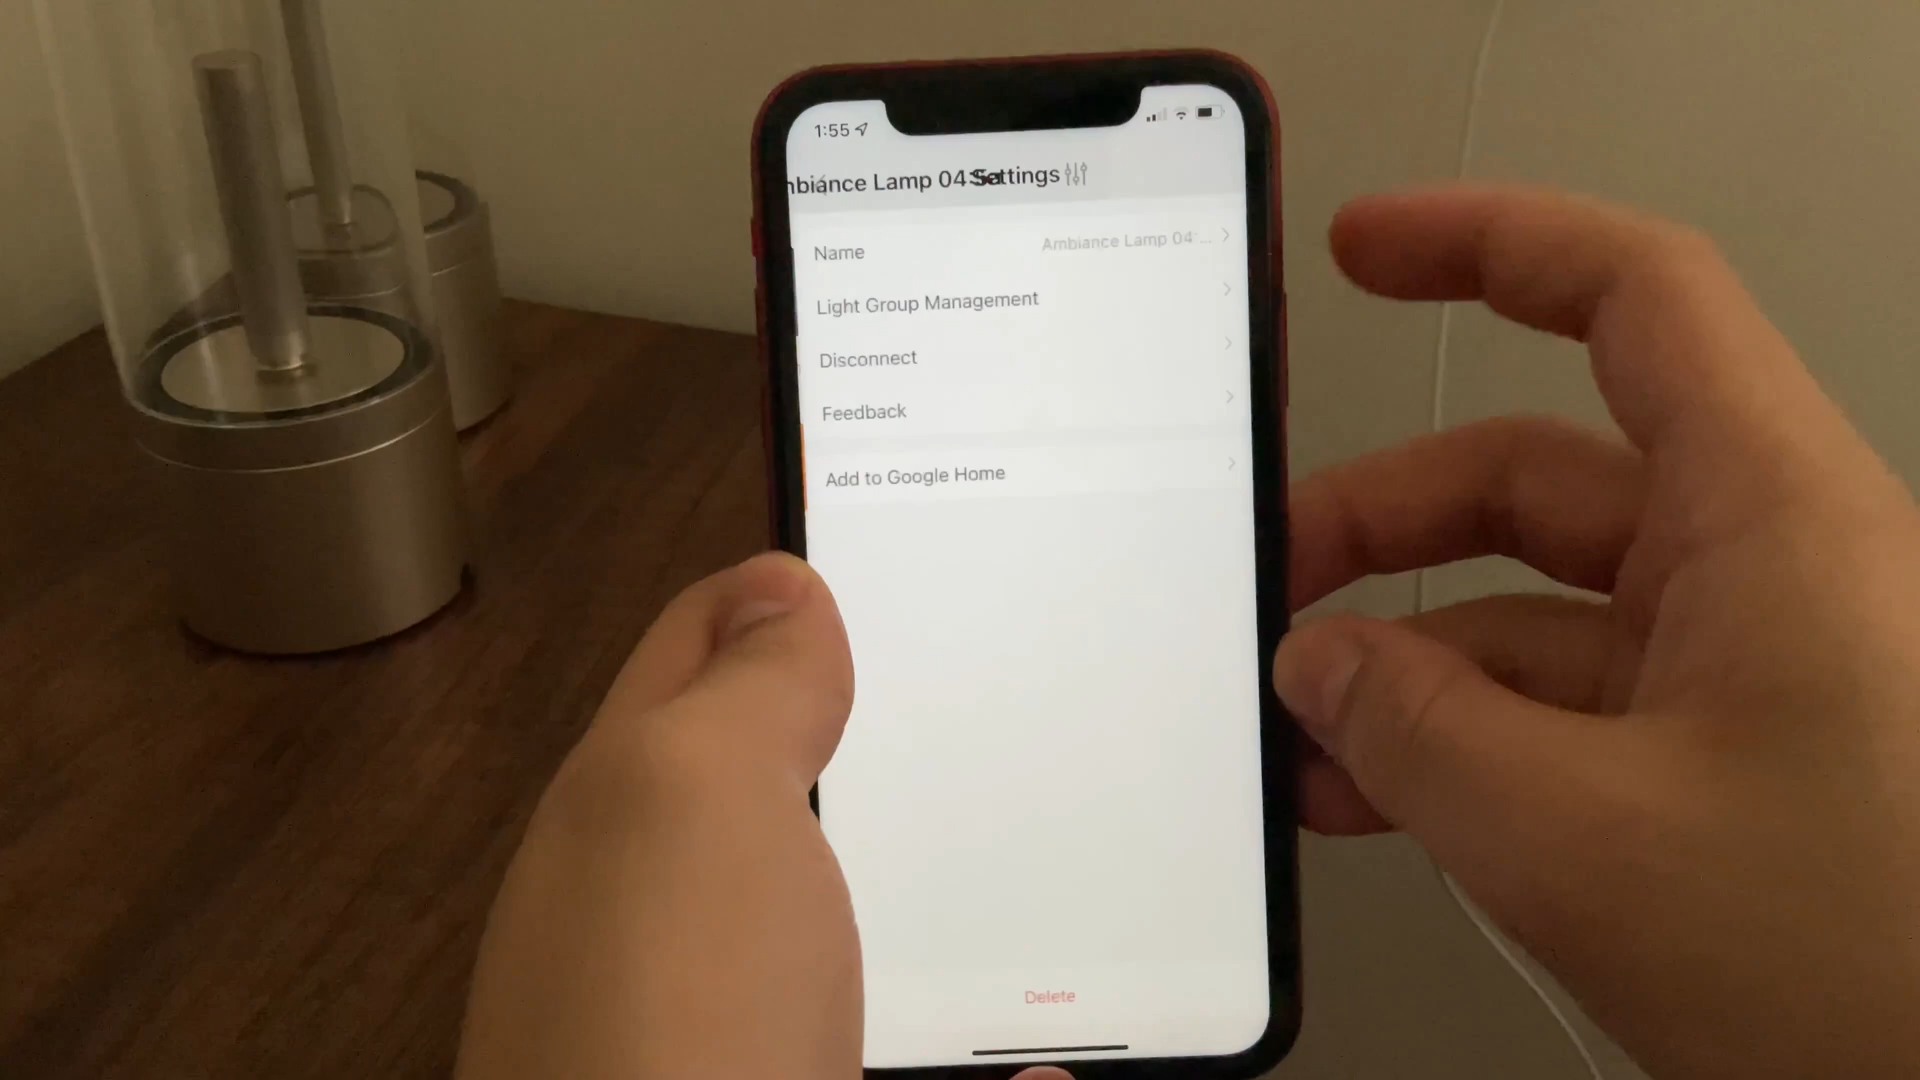 1:55
Ambiance Lamp 04:
Settings
Name
Ambiance Lamp 04:...
Light Group Management
Disconnect
Feedback
Add to Google Home
Delete